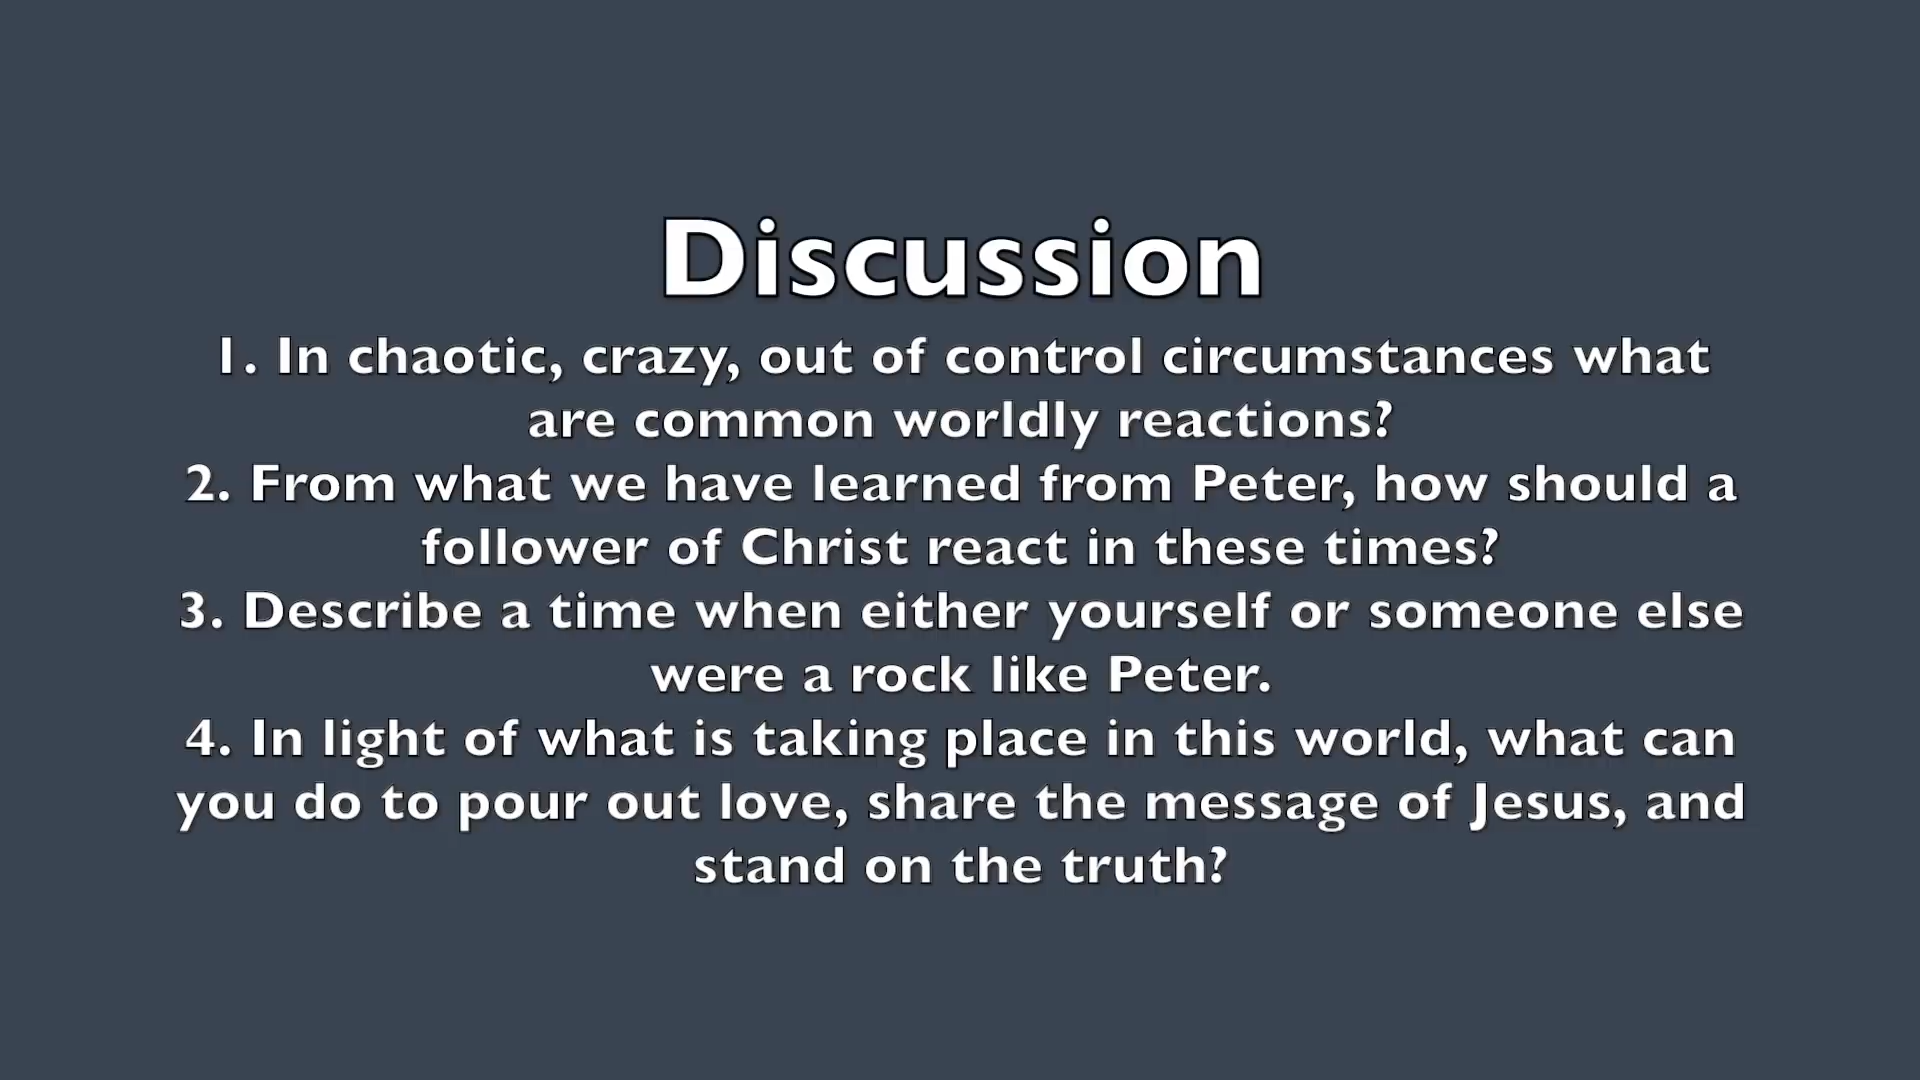 Discussion
1. In chaotic, crazy, out of control circumstances what
are common worldly reactions?
2. From what we have learned from Peter, how should a
follower of Christ react in these times?
3. Describe a time when either yourself or someone else
were a rock like Peter.
4. In light of what is taking place in this world, what can
you do to pour out love, share the message of Jesus, and
stand on the truth?